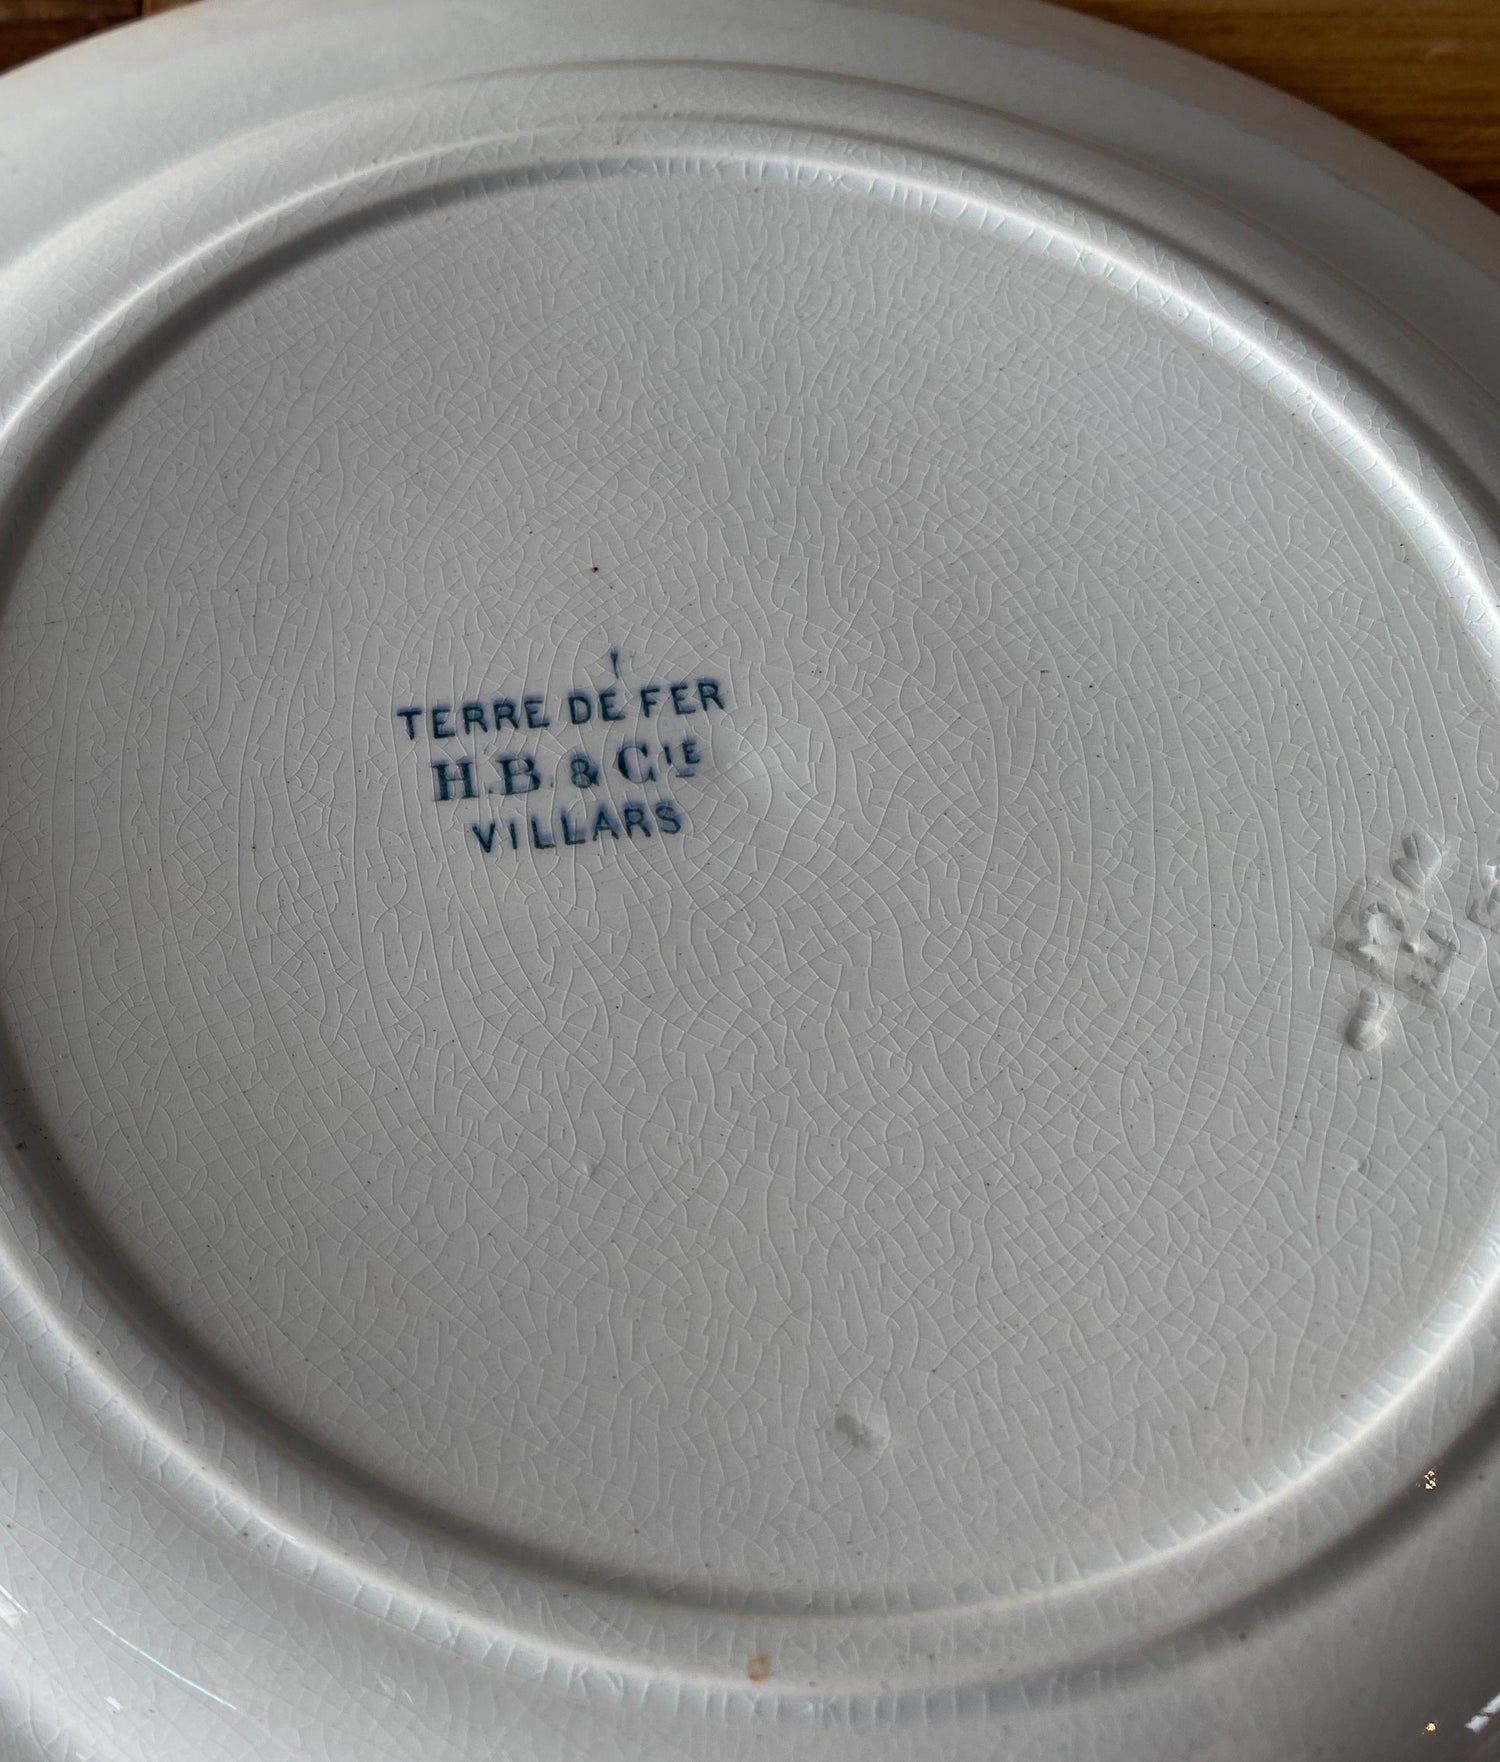 TERRE DE FER
H.B. & CIE
VILLARS